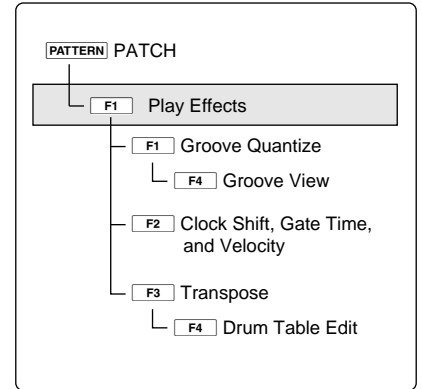 PATTERN PATCH
F1 Play Effects
F1 Groove Quantize
F4 Groove View
F2 Clock Shift, Gate Time,
and Velocity
F3 Transpose
F4 Drum Table Edit